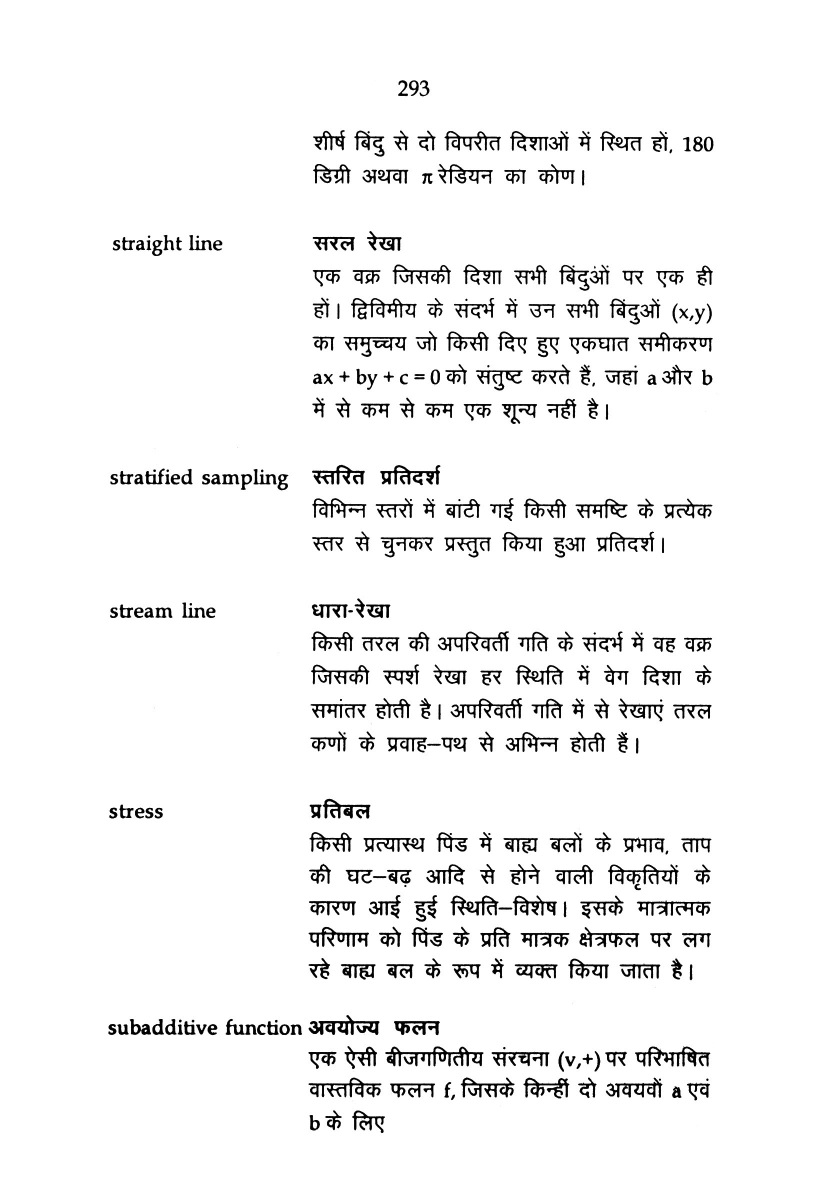 293
शीर्ष बिंदु से दो विपरीत दिशाओं में स्थित हों, 180
डिग्री अथवा π रेडियन का कोण।
straight line सरल रेखा
एक वक्र जिसकी दिशा सभी बिंदुओं पर एक ही
हों। द्विविमीय के संदर्भ में उन सभी बिंदुओं (x,y)
का समुच्चय जो किसी दिए हुए एकघात समीकरण
ax + by + c = 0 को संतुष्ट करते हैं, जहां a और b
में से कम से कम एक शून्य नहीं है।
stratified sampling स्तरित प्रतिदर्श
विभिन्न स्तरों में बांटी गई किसी समष्टि के प्रत्येक
स्तर से चुनकर प्रस्तुत किया हुआ प्रतिदर्श।
stream line धारा-रेखा
किसी तरल की अपरिवर्ती गति के संदर्भ में वह वक्र
जिसकी स्पर्श रेखा हर स्थिति में वेग दिशा के
समांतर होती है। अपरिवर्ती गति में से रेखाएं तरल
कणों के प्रवाह–पथ से अभिन्न होती हैं।
stress प्रतिबल
किसी प्रत्यास्थ पिंड में बाह्य बलों के प्रभाव, ताप
की घट–बढ़ आदि से होने वाली विकृतियों के
कारण आई हुई स्थिति–विशेष। इसके मात्रात्मक
परिणाम को पिंड के प्रति मात्रक क्षेत्रफल पर लग
रहे बाह्य बल के रूप में व्यक्त किया जाता है।
subadditive function अवयोज्य फलन
एक ऐसी बीजगणितीय संरचना (v,+) पर परिभाषित
वास्तविक फलन f, जिसके किन्हीं दो अवयवों a एवं
b के लिए